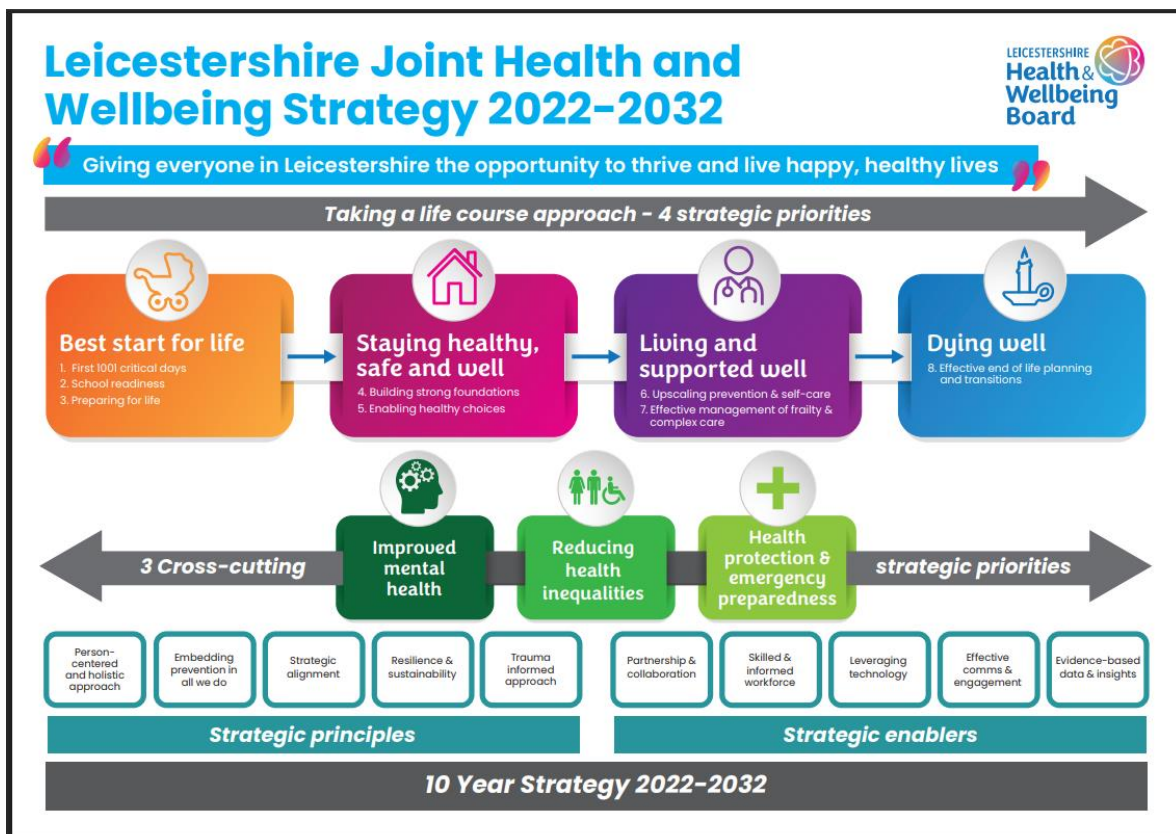 Leicestershire Joint Health and
Wellbeing Strategy 2022-2032
LEICESTERSHIRE
Health &
Wellbeing
Board
“ Giving everyone in Leicestershire the opportunity to thrive and live happy, healthy lives ”
Taking a life course approach - 4 strategic priorities
Best start for life
1. First 1001 critical days
2. School readiness
3. Preparing for life
Staying healthy,
safe and well
4. Building strong foundations
5. Enabling healthy choices
Living and
supported well
6. Upscaling prevention & self-care
7. Effective management of frailty &
complex care
Dying well
8. Effective end of life planning
and transitions
3 Cross-cutting
Improved
mental
health
Reducing
health
inequalities
Health
protection &
emergency
preparedness
strategic priorities
Person-
centered
and holistic
approach
Embedding
prevention in
all we do
Strategic
alignment
Resilience &
sustainability
Trauma
informed
approach
Partnership &
collaboration
Skilled &
informed
workforce
Leveraging
technology
Effective
comms &
engagement
Evidence-based
data & insights
Strategic principles
Strategic enablers
10 Year Strategy 2022-2032